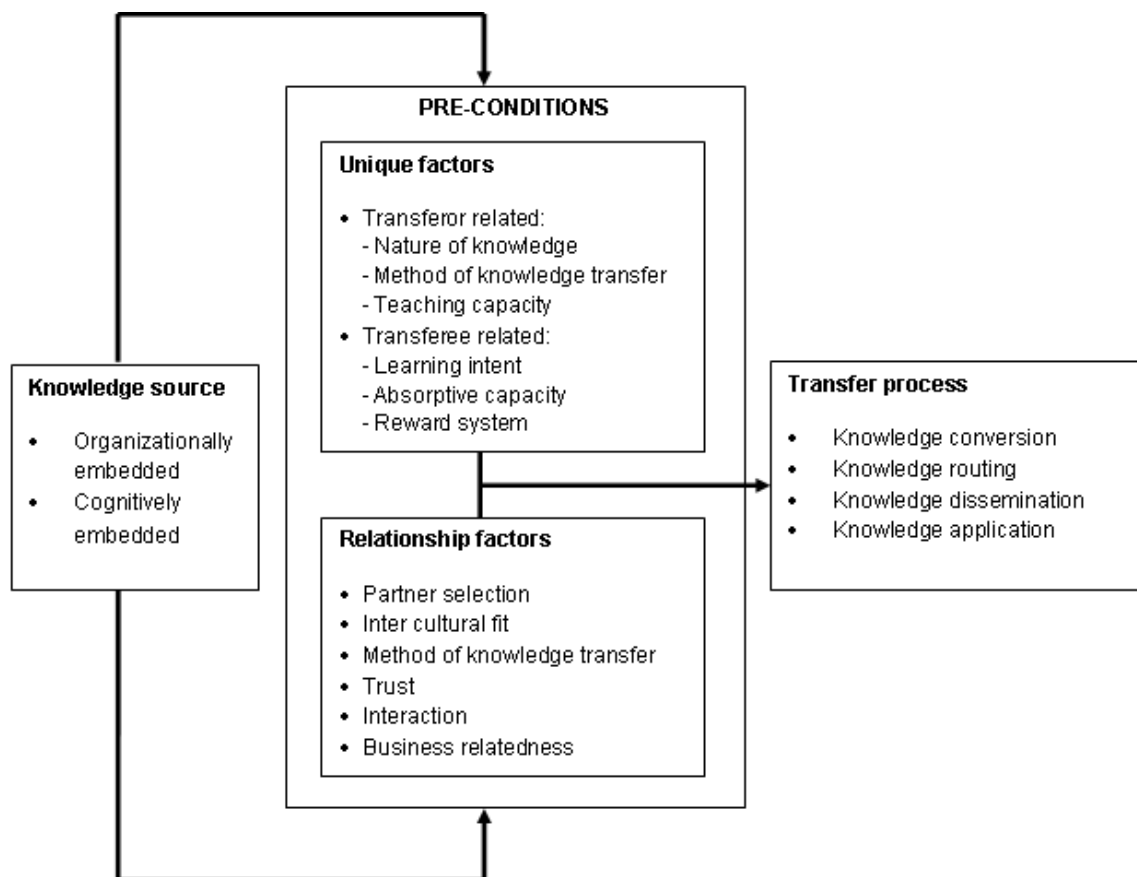 PRE-CONDITIONS
Unique factors
• Transferor related:
- Nature of knowledge
- Method of knowledge transfer
- Teaching capacity
• Transferee related:
- Learning intent
- Absorptive capacity
- Reward system
Knowledge source
• Organizationally
embedded
• Cognitively
embedded
Relationship factors
• Partner selection
• Inter cultural fit
• Method of knowledge transfer
• Trust
• Interaction
• Business relatedness
Transfer process
• Knowledge conversion
• Knowledge routing
• Knowledge dissemination
• Knowledge application